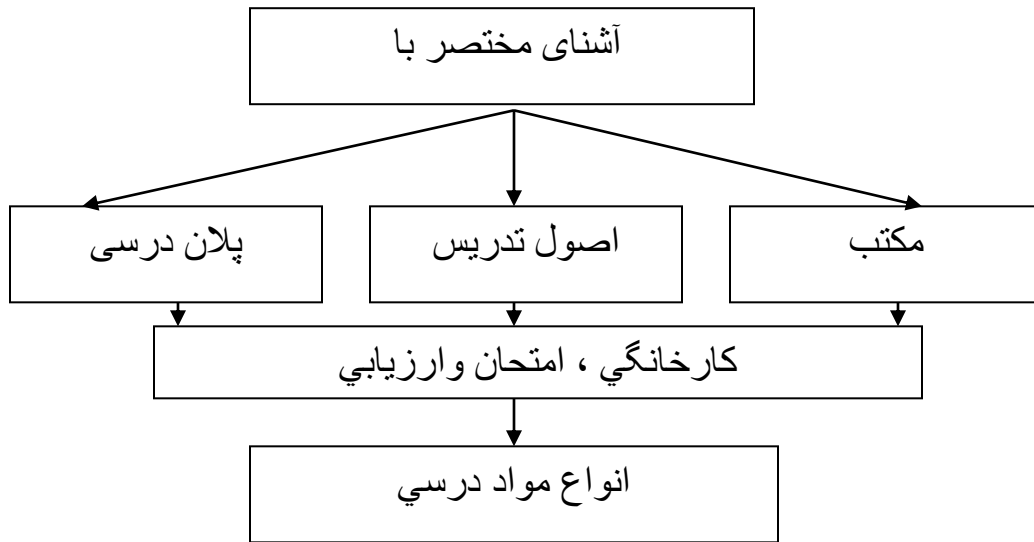 آشنای مختصر با
مکتب
اصول تدریس
پلان درسی
کارخانگي ، امتحان وارزيابي
انواع مواد درسي